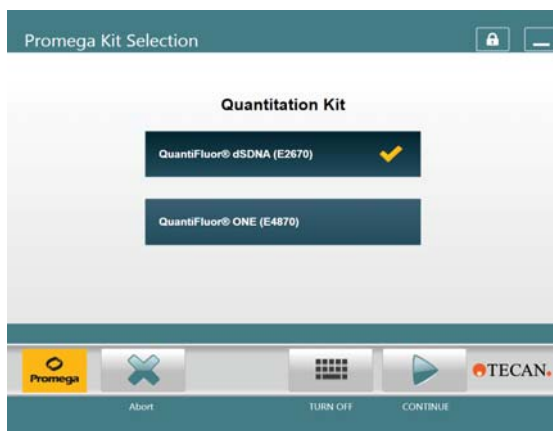 Promega Kit Selection
Quantitation Kit
QuantiFluor® dSDNA (E2670)
QuantiFluor® ONE (E4870)
Promega
TECAN.
Abort
TURN OFF
CONTINUE